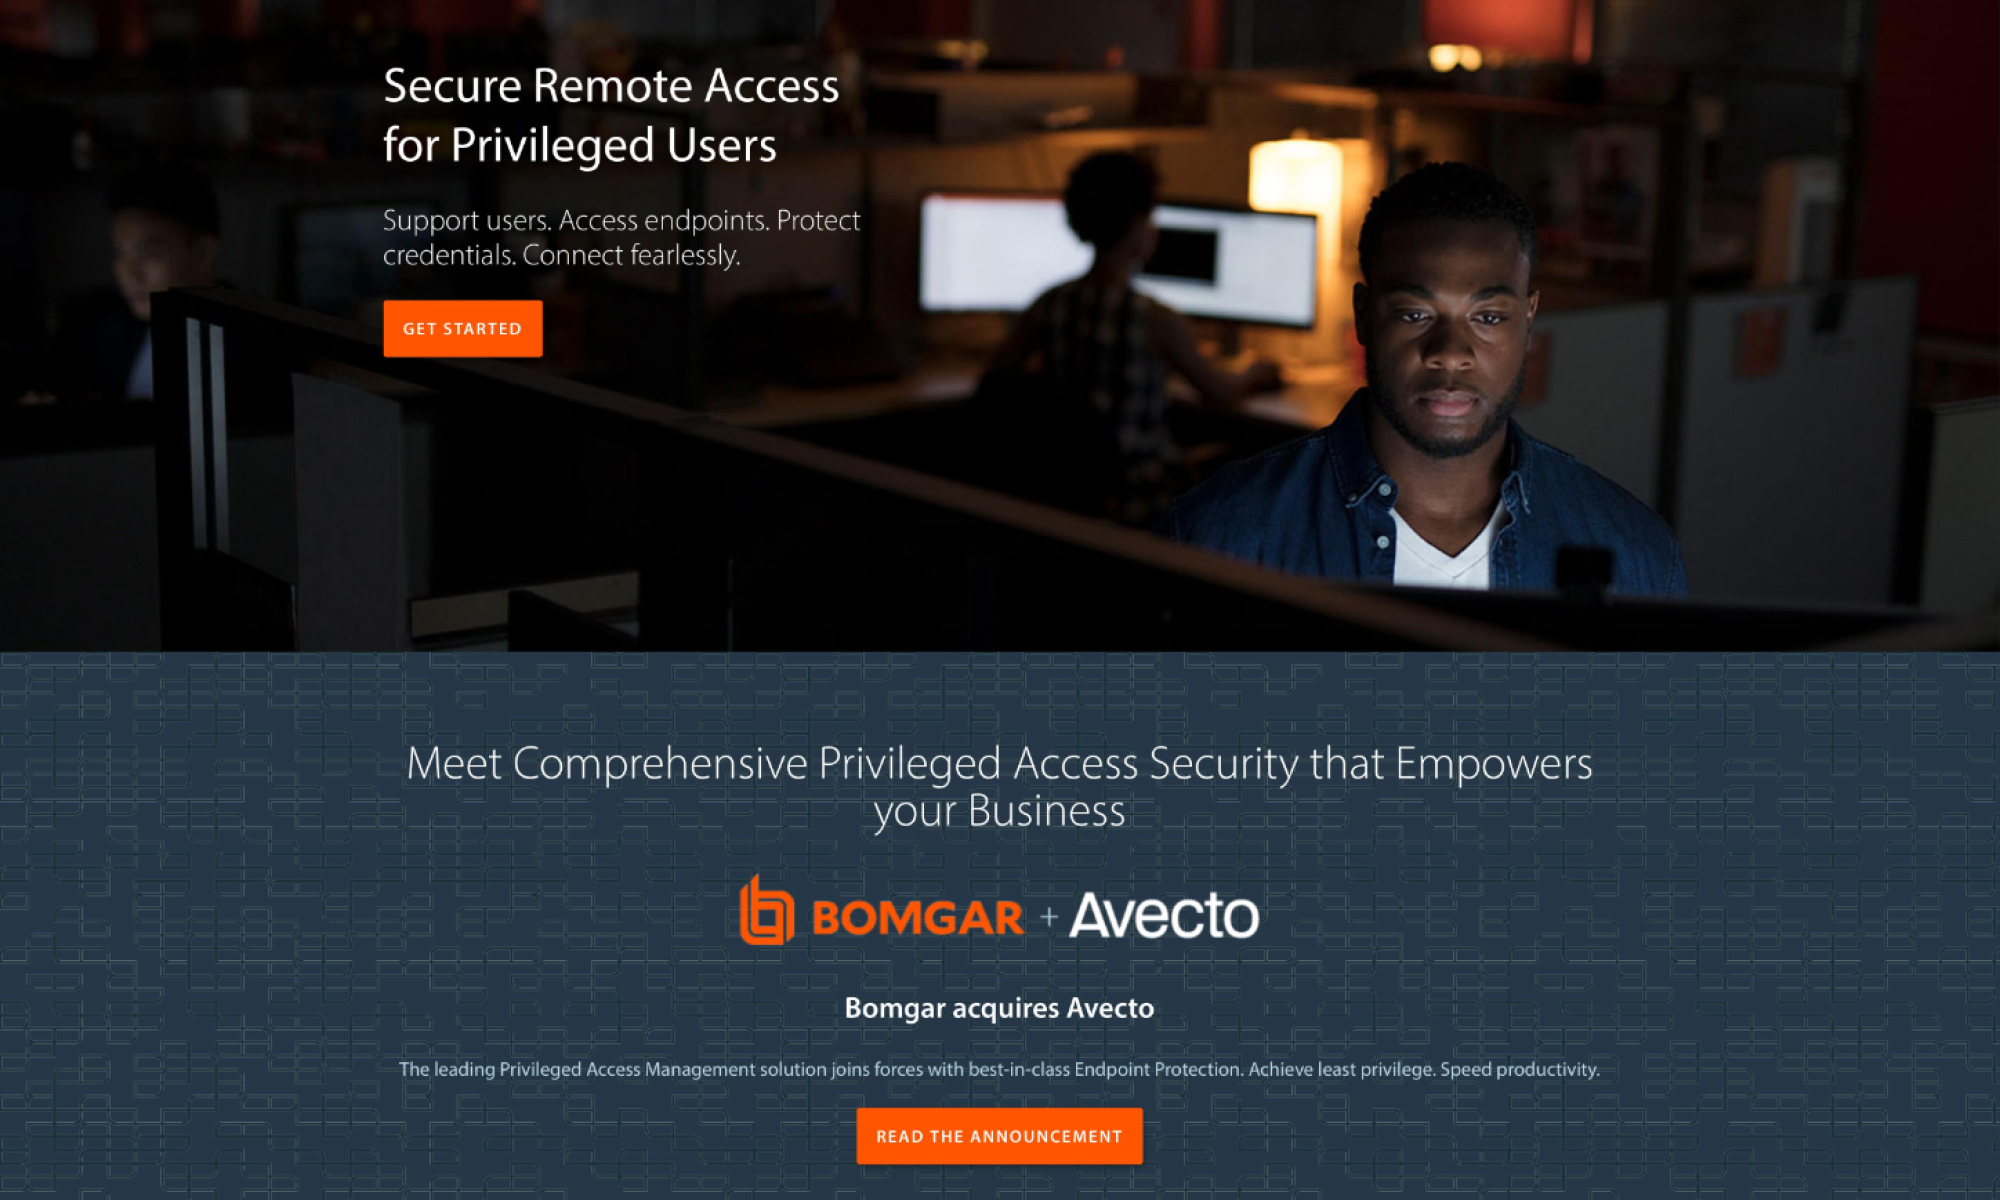 Secure Remote Access
for Privileged Users
Support users. Access endpoints. Protect
credentials. Connect fearlessly.
GET STARTED
Meet Comprehensive Privileged Access Security that Empowers
your Business
BOMGAR + Avecto
Bomgar acquires Avecto
The leading Privileged Access Management solution joins forces with best-in-class Endpoint Protection. Achieve least privilege. Speed productivity.
READ THE ANNOUNCEMENT